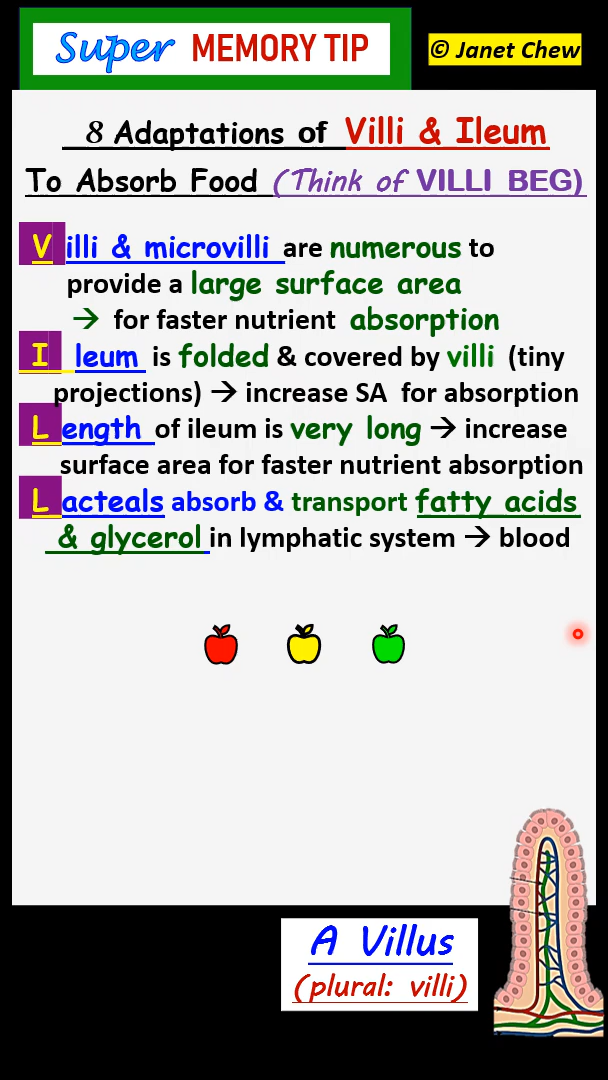 Super MEMORY TIP
© Janet Chew
8 Adaptations of Villi & Ileum
To Absorb Food (Think of VILLI BEG)
Villi & microvilli are numerous to
provide a large surface area
→ for faster nutrient absorption
Ileum is folded & covered by villi (tiny
projections) → increase SA for absorption
Length of ileum is very long → increase
surface area for faster nutrient absorption
Lacteals absorb & transport fatty acids
& glycerol in lymphatic system → blood
A Villus
(plural: villi)